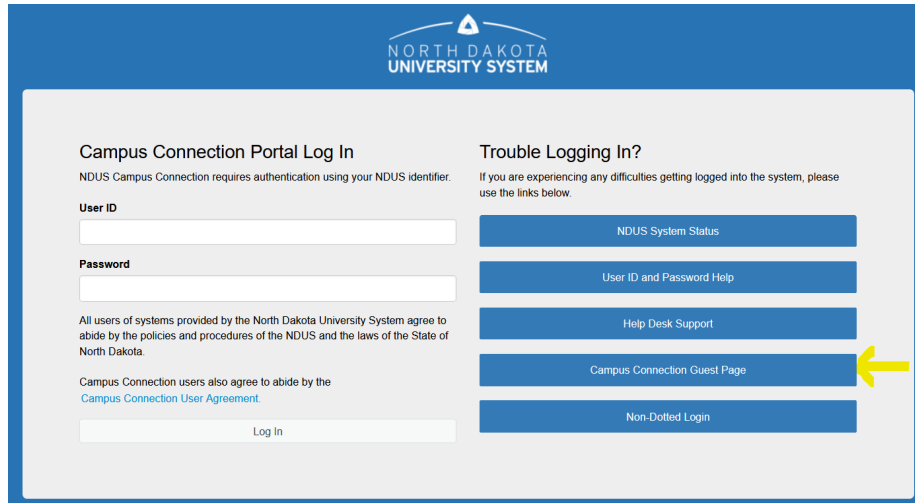 NORTH DAKOTA
UNIVERSITY SYSTEM
Campus Connection Portal Log In
NDUS Campus Connection requires authentication using your NDUS identifier.
User ID
Password
All users of systems provided by the North Dakota University System agree to
abide by the policies and procedures of the NDUS and the laws of the State of
North Dakota.
Campus Connection users also agree to abide by the
Campus Connection User Agreement.
Log In
Trouble Logging In?
If you are experiencing any difficulties getting logged into the system, please
use the links below.
NDUS System Status
User ID and Password Help
Help Desk Support
Campus Connection Guest Page
Non-Dotted Login